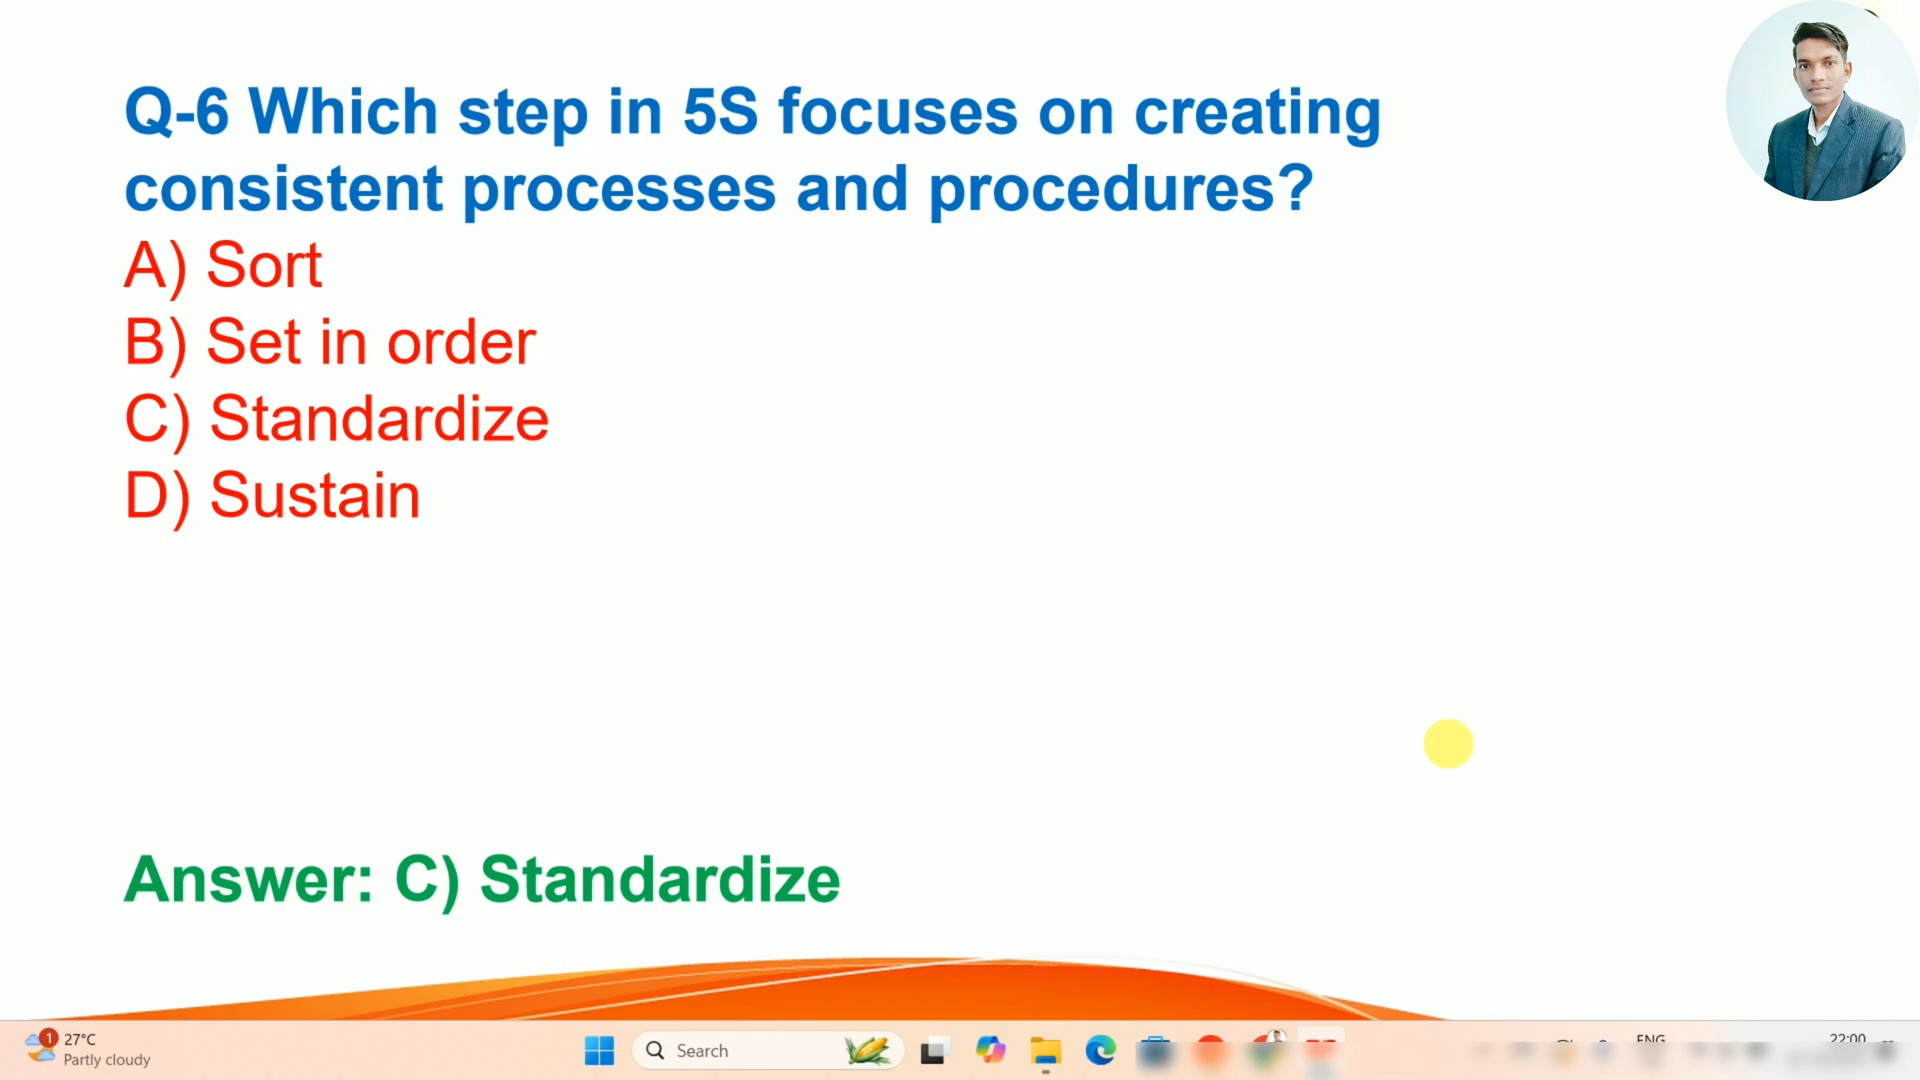 Q-6 Which step in 5S focuses on creating
consistent processes and procedures?
A) Sort
B) Set in order
C) Standardize
D) Sustain
Answer: C) Standardize
1
27°C
Partly cloudy
Search
ENG
22:00